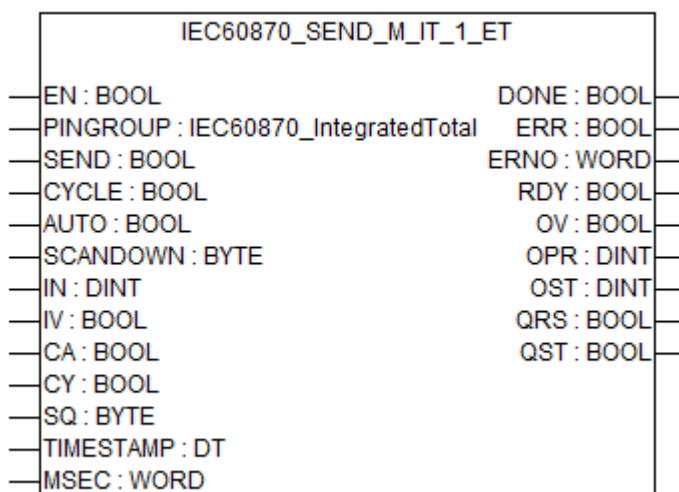 IEC60870_SEND_M_IT_1_ET
EN : BOOL DONE : BOOL
PINGROUP : IEC60870_IntegratedTotal ERR : BOOL
SEND : BOOL ERNO : WORD
CYCLE : BOOL RDY : BOOL
AUTO : BOOL OV : BOOL
SCANDOWN : BYTE OPR : DINT
IN : DINT OST : DINT
IV : BOOL QRS : BOOL
CA : BOOL QST : BOOL
CY : BOOL
SQ : BYTE
TIMESTAMP : DT
MSEC : WORD